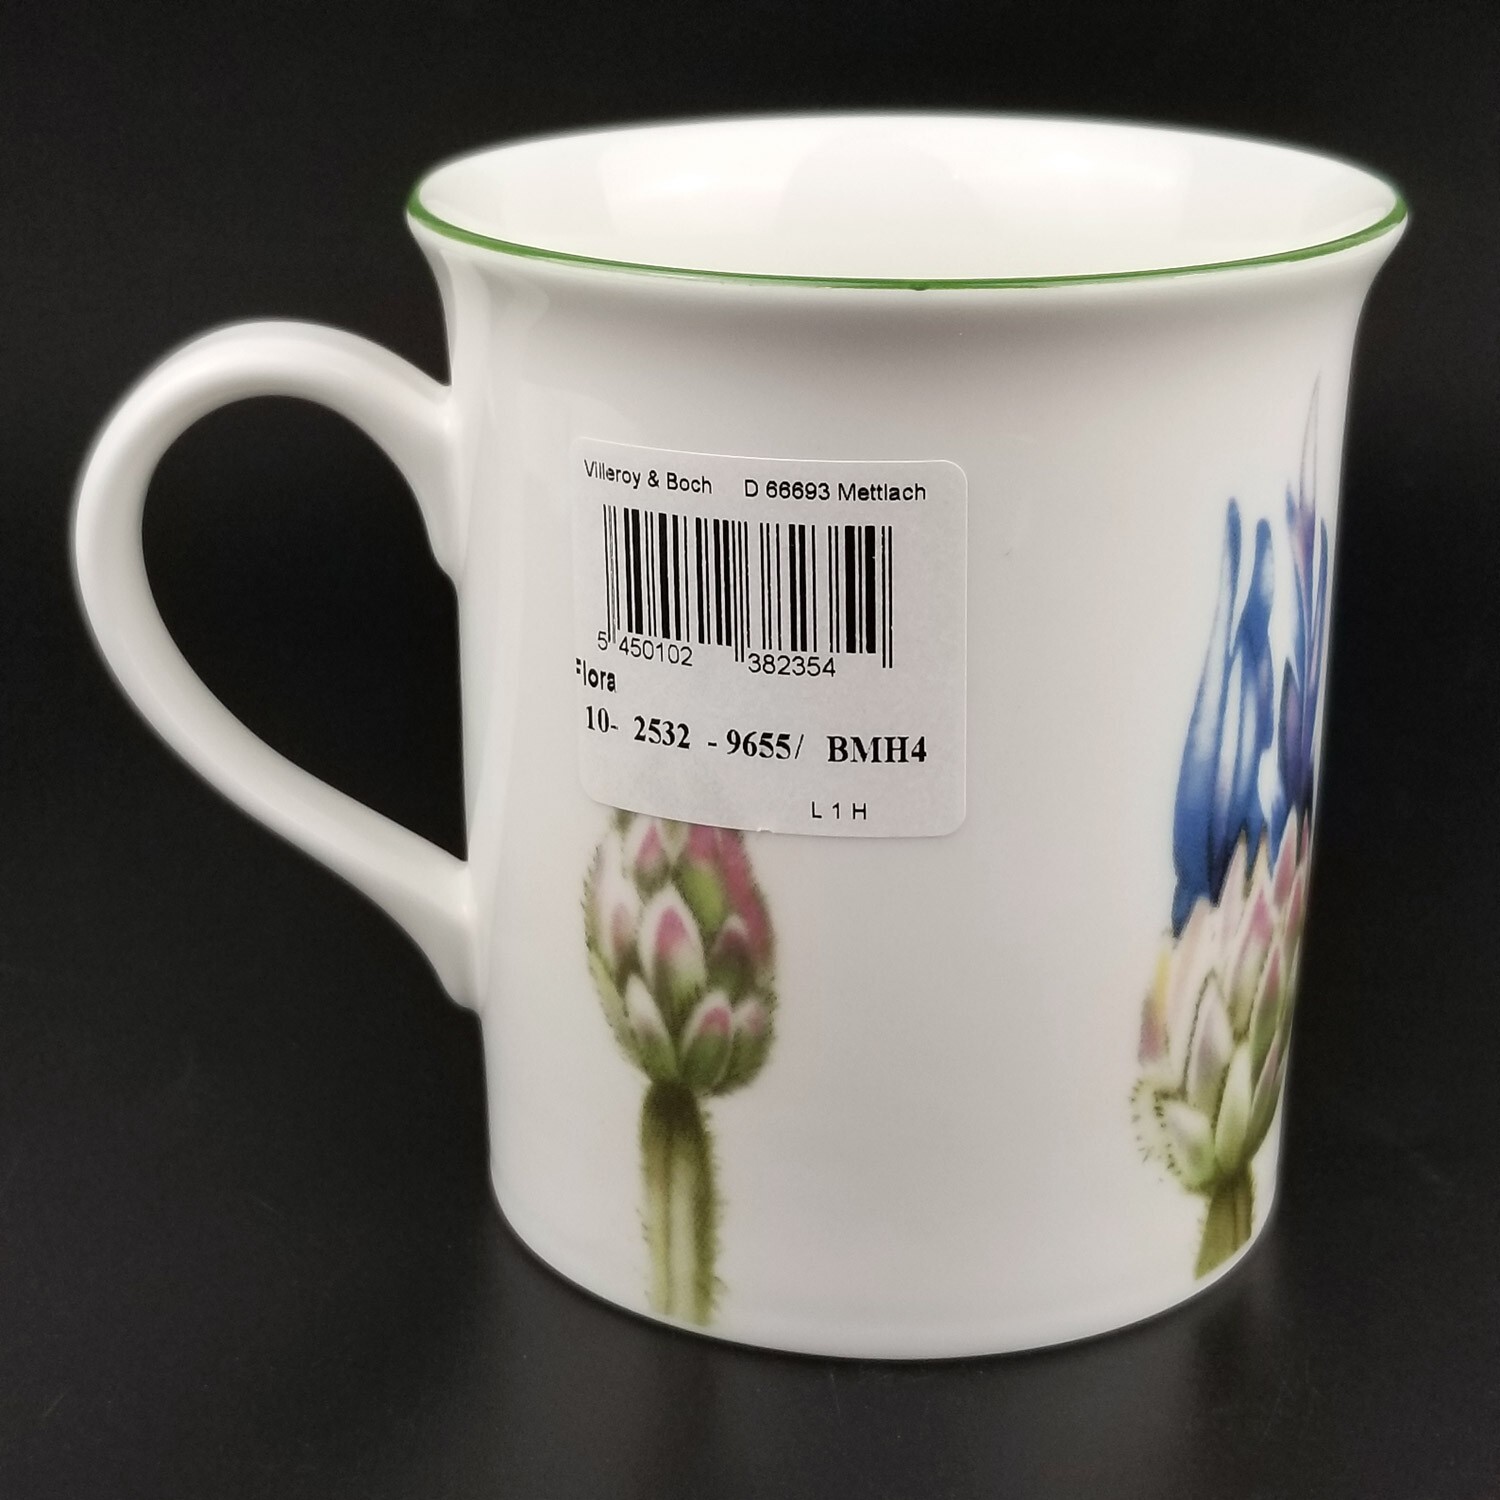 Villeroy & Boch D 66693 Mettlach
5 450102 382354
Flora
10- 2532 - 9655/ BMH4
L 1 H